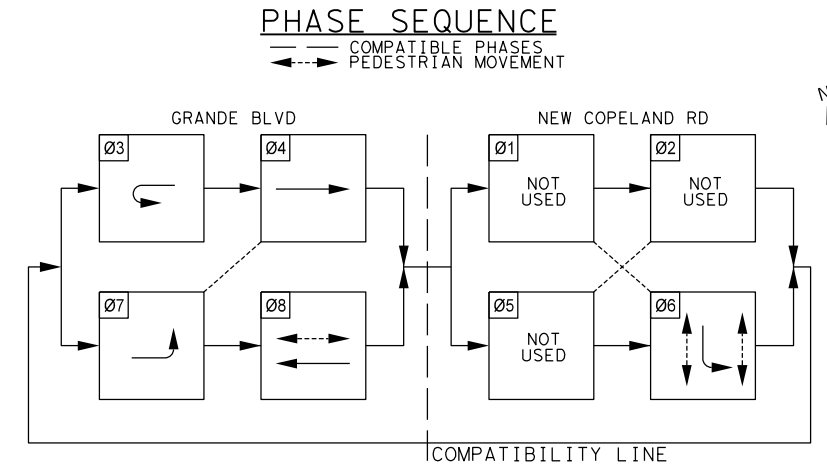 PHASE SEQUENCE
COMPATIBLE PHASES
PEDESTRIAN MOVEMENT
GRANDE BLVD
NEW COPELAND RD
N
Ø3
Ø4
Ø1
NOT
USED
Ø2
NOT
USED
Ø7
Ø8
Ø5
NOT
USED
Ø6
COMPATIBILITY LINE